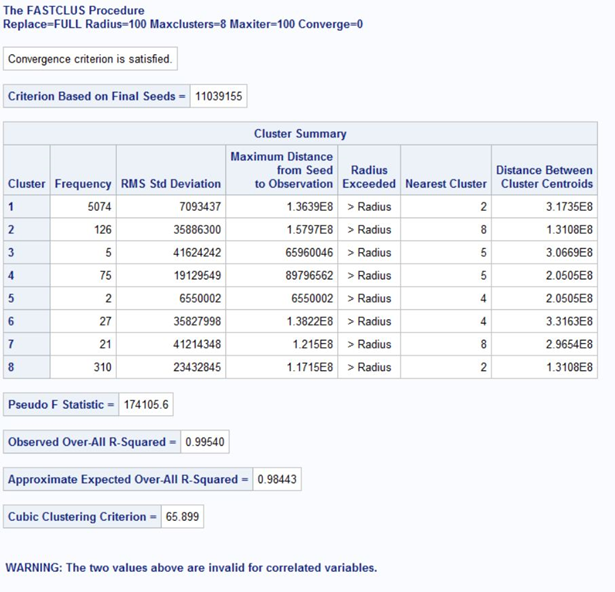 The FASTCLUS Procedure
Replace=FULL Radius=100 Maxclusters=8 Maxiter=100 Converge=0
Convergence criterion is satisfied.
Criterion Based on Final Seeds = 11039155
Cluster Summary
Cluster Frequency RMS Std Deviation Maximum Distance from Seed to Observation Radius Exceeded Nearest Cluster Distance Between Cluster Centroids
1 5074 7093437 1.3639E8 > Radius 2 3.1735E8
2 126 35886300 1.5797E8 > Radius 8 1.3108E8
3 5 41624242 65960046 > Radius 5 3.0669E8
4 75 19129549 89796562 > Radius 5 2.0505E8
5 2 6550002 6550002 > Radius 4 2.0505E8
6 27 35827998 1.3822E8 > Radius 4 3.3163E8
7 21 41214348 1.215E8 > Radius 8 2.9654E8
8 310 23432845 1.1715E8 > Radius 2 1.3108E8
Pseudo F Statistic = 174105.6
Observed Over-All R-Squared = 0.99540
Approximate Expected Over-All R-Squared = 0.98443
Cubic Clustering Criterion = 65.899
WARNING: The two values above are invalid for correlated variables.